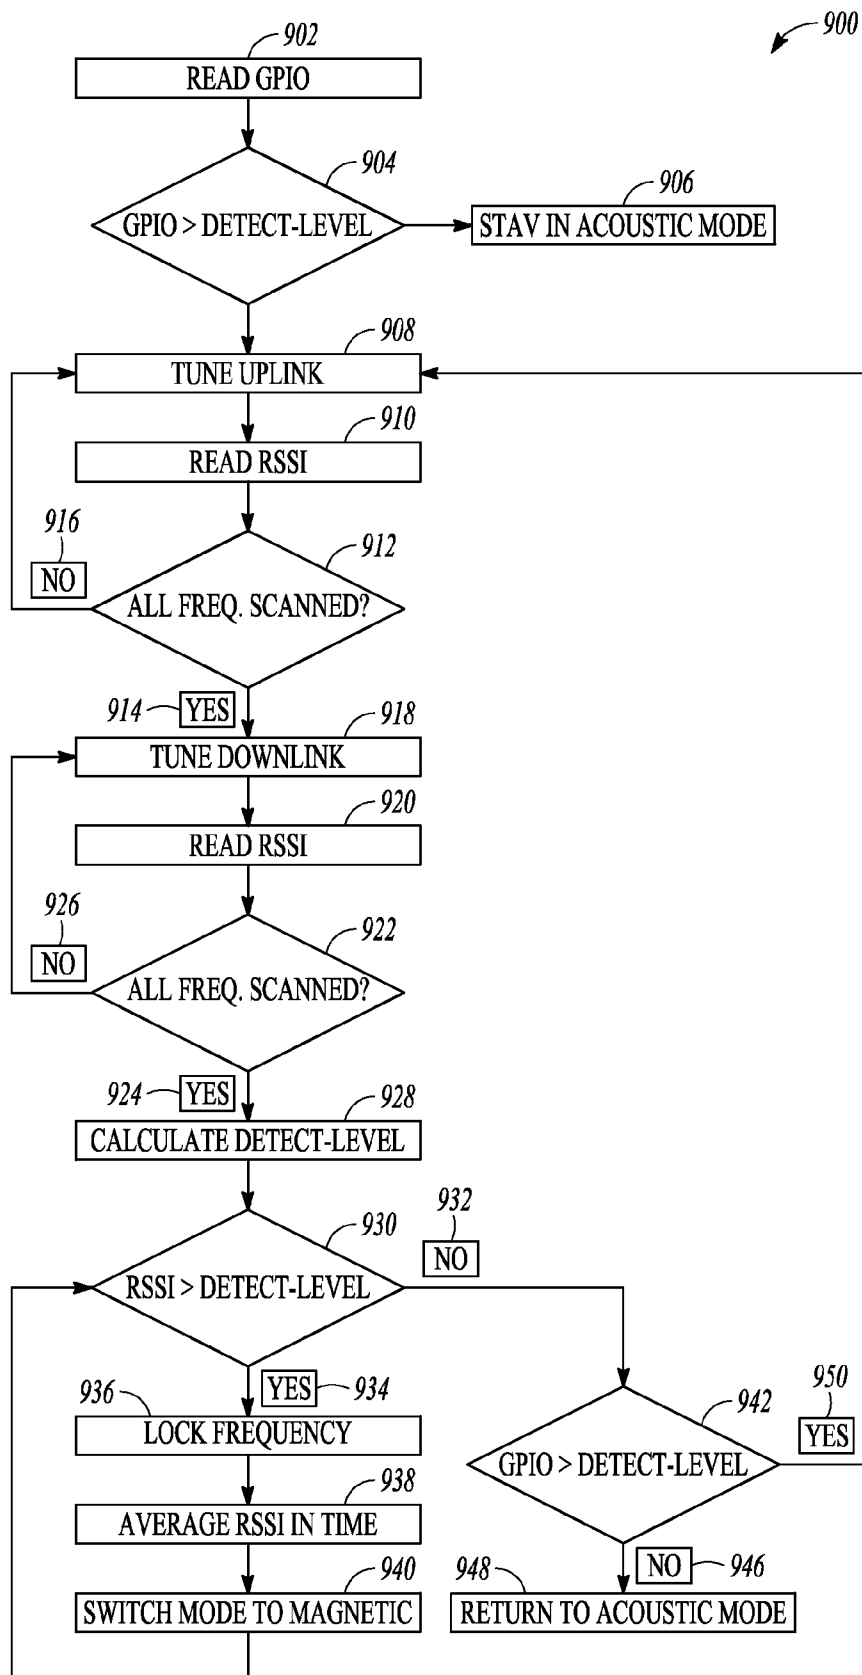 900
902
READ GPIO
904
GPIO > DETECT-LEVEL
906
STAV IN ACOUSTIC MODE
908
TUNE UPLINK
910
READ RSSI
916
NO
912
ALL FREQ. SCANNED?
914
YES
918
TUNE DOWNLINK
920
READ RSSI
926
NO
922
ALL FREQ. SCANNED?
924
YES
928
CALCULATE DETECT-LEVEL
930
RSSI > DETECT-LEVEL
932
NO
YES
934
936
LOCK FREQUENCY
942
GPIO > DETECT-LEVEL
950
YES
938
AVERAGE RSSI IN TIME
940
SWITCH MODE TO MAGNETIC
NO
946
948
RETURN TO ACOUSTIC MODE